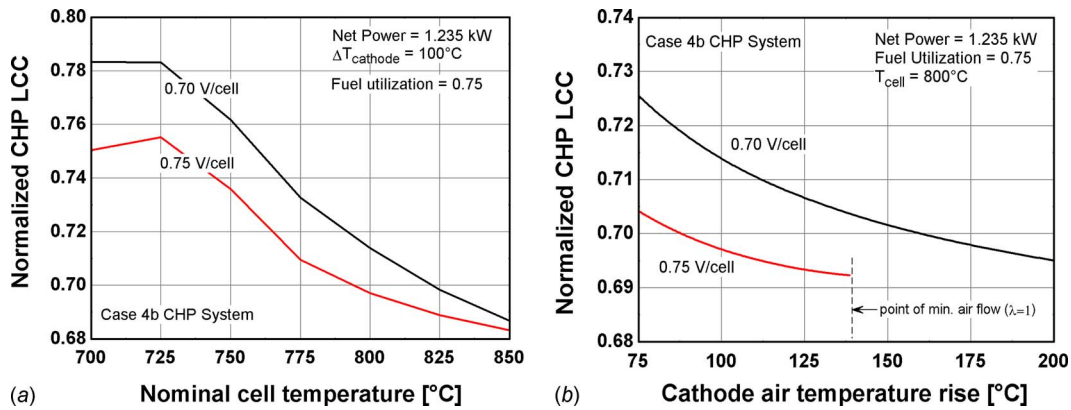 Normalized CHP LCC
0.80
0.78
0.76
0.74
0.72
0.70
0.68
Net Power = 1.235 kW
ΔTcathode = 100°C
Fuel utilization = 0.75
0.70 V/cell
0.75 V/cell
Case 4b CHP System
700 725 750 775 800 825 850
(a) Nominal cell temperature [°C]
Normalized CHP LCC
0.74
0.73
0.72
0.71
0.70
0.69
0.68
Case 4b CHP System
Net Power = 1.235 kW
Fuel Utilization = 0.75
Tcell = 800°C
0.70 V/cell
0.75 V/cell
point of min. air flow (λ=1)
75 100 125 150 175 200
(b) Cathode air temperature rise [°C]